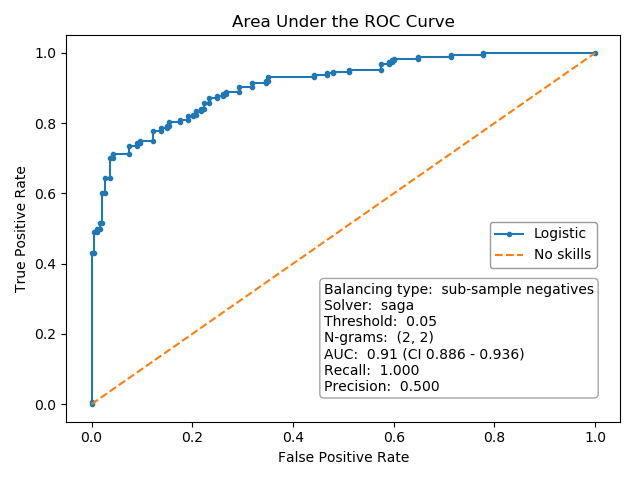 Area Under the ROC Curve
True Positive Rate
1.0
0.8
0.6
0.4
0.2
0.0
Logistic
No skills
Balancing type:  sub-sample negatives
Solver:  saga
Threshold:  0.05
N-grams:  (2, 2)
AUC:  0.91 (CI 0.886 - 0.936)
Recall:  1.000
Precision:  0.500
0.0 0.2 0.4 0.6 0.8 1.0
False Positive Rate